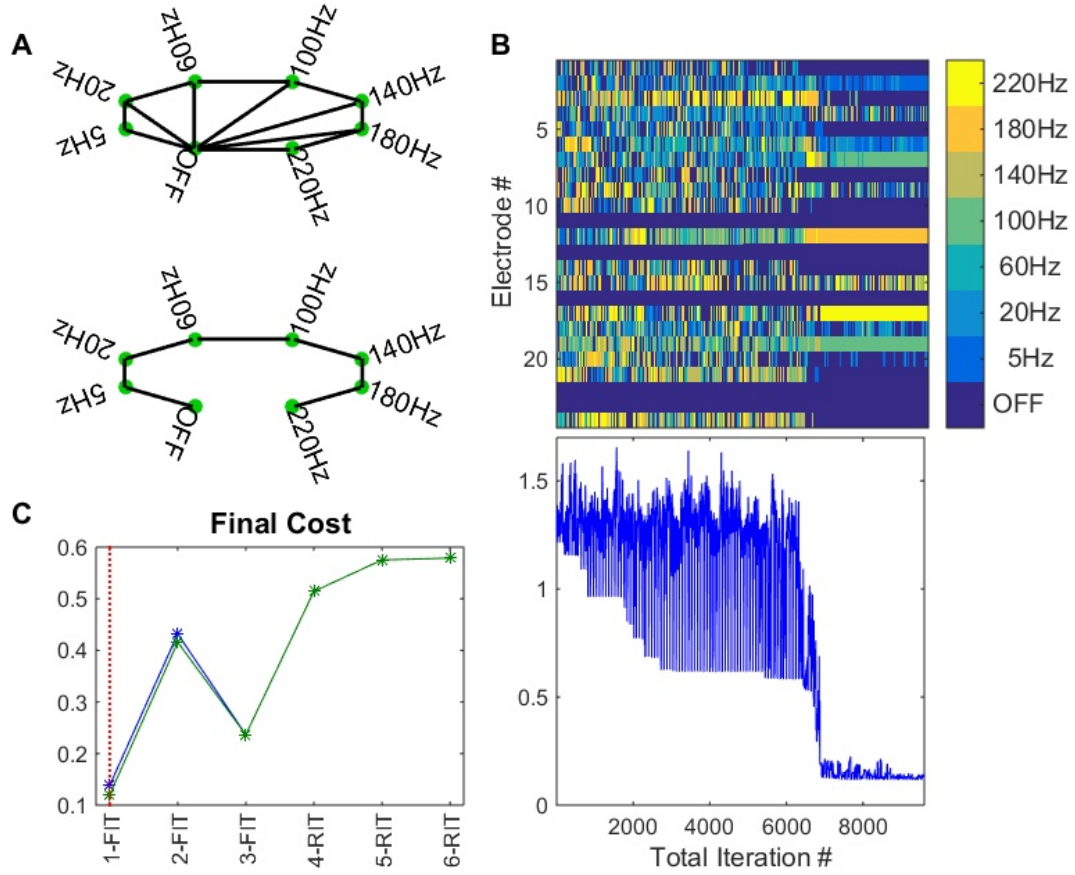 A
60Hz
100Hz
20Hz
140Hz
5Hz
180Hz
OFF
220Hz
60Hz
100Hz
20Hz
140Hz
5Hz
180Hz
OFF
220Hz
B
Electrode #
5
10
15
20
220Hz
180Hz
140Hz
100Hz
60Hz
20Hz
5Hz
OFF
1.5
1
0.5
0
2000 4000 6000 8000
Total Iteration #
C
Final Cost
0.6
0.5
0.4
0.3
0.2
0.1
1-FIT
2-FIT
3-FIT
4-RIT
5-RIT
6-RIT